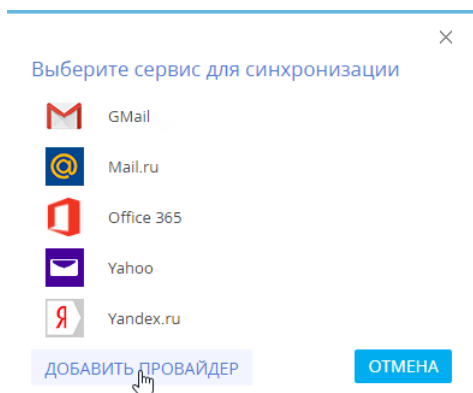 Выберите сервис для синхронизации
GMail
Mail.ru
Office 365
Yahoo
Yandex.ru
ДОБАВИТЬ ПРОВАЙДЕР
ОТМЕНА